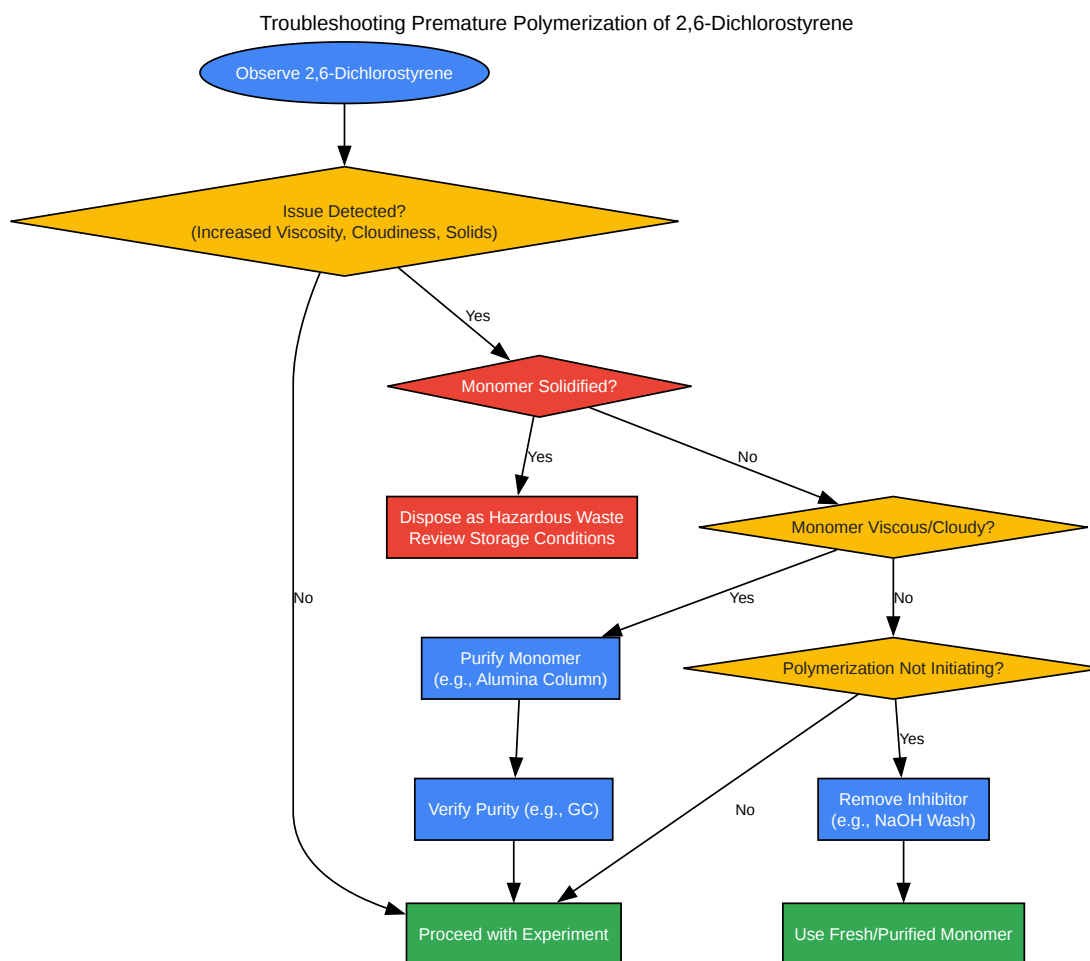 Troubleshooting Premature Polymerization of 2,6-Dichlorostyrene
Observe 2,6-Dichlorostyrene
Issue Detected?
(Increased Viscosity, Cloudiness, Solids)
Yes
Monomer Solidified?
Yes
No
Dispose as Hazardous Waste
Review Storage Conditions
Monomer Viscous/Cloudy?
No
Yes
No
Purify Monomer
(e.g., Alumina Column)
Polymerization Not Initiating?
Yes
Verify Purity (e.g., GC)
No
Remove Inhibitor
(e.g., NaOH Wash)
Proceed with Experiment
Use Fresh/Purified Monomer